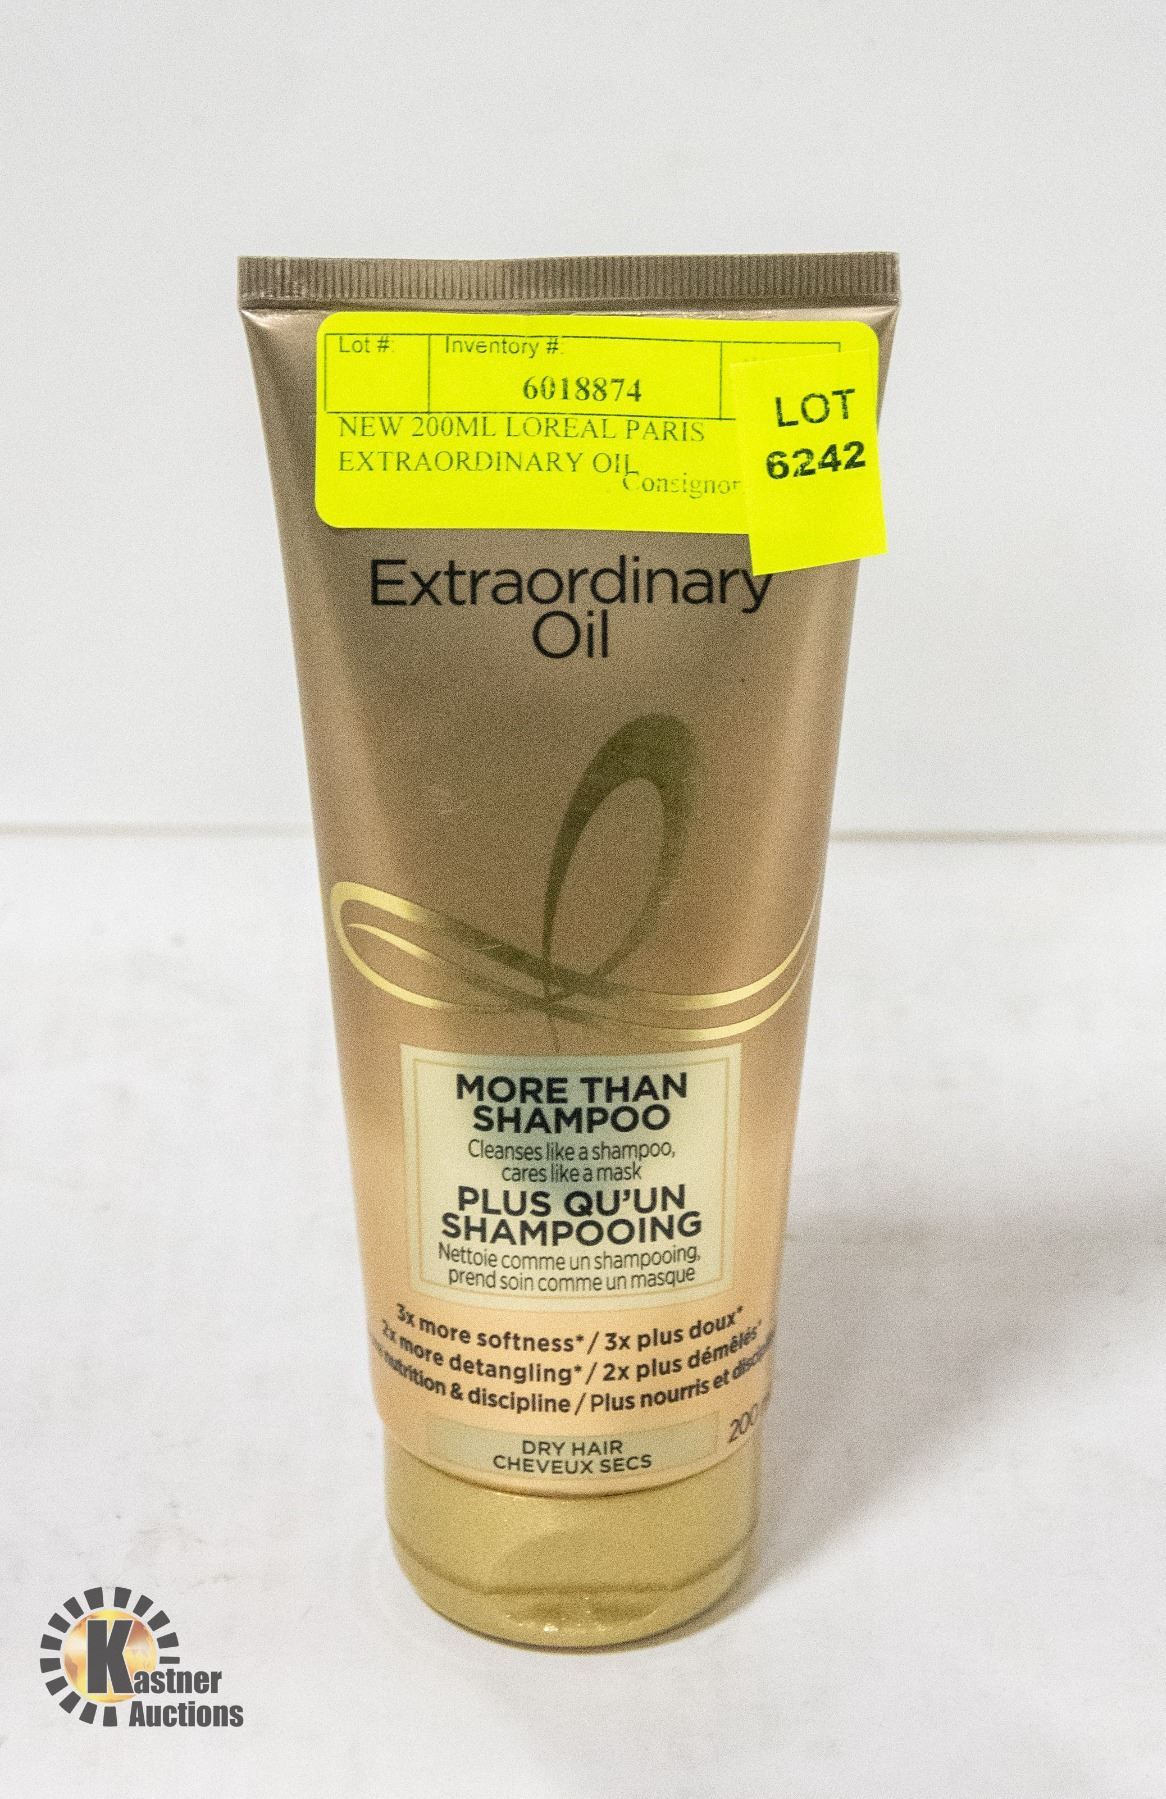 Lot #: Inventory #:
6018874
NEW 200ML LOREAL PARIS
EXTRAORDINARY OIL
Consignor
LOT
6242
Extraordinary
Oil
MORE THAN
SHAMPOO
Cleanses like a shampoo,
cares like a mask
PLUS QU'UN
SHAMPOOING
Nettoie comme un shampooing,
prend soin comme un masque
3x more softness* / 3x plus doux*
2x more detangling* / 2x plus démêlés*
nutrition & discipline / Plus nourris et
200
DRY HAIR
CHEVEUX SECS
Kastner
Auctions